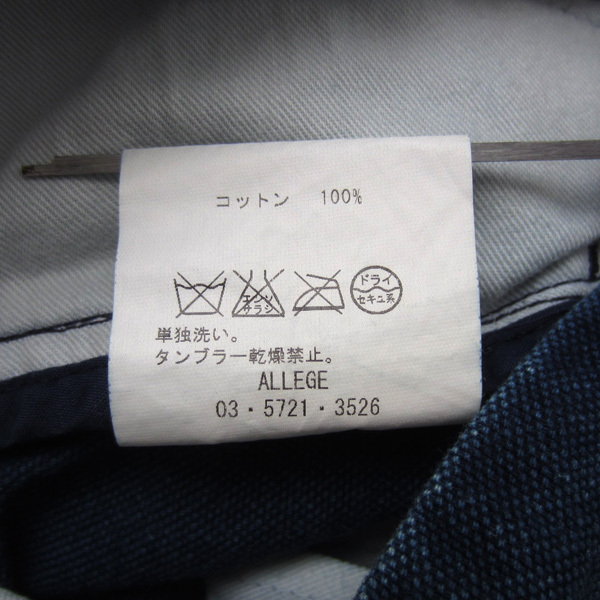 コットン 100%
エンソ
サラシ
ドライ
セキユ系
単独洗い。
タンブラー乾燥禁止。
ALLEGE
03・5721・3526